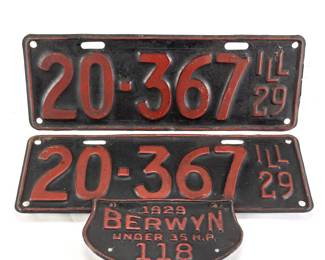 20-367 ILL 29
20-367 ILL 29
1929
BERWYN
UNDER 35 H.P.
118